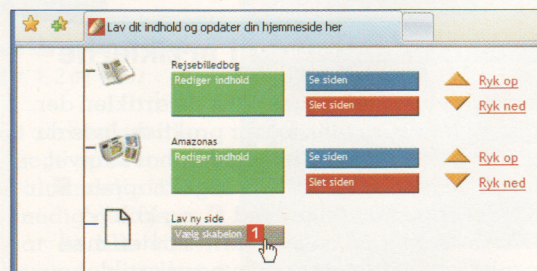 Lav dit indhold og opdater din hjemmeside her
Rejsebilledbog
Rediger indhold
Se siden
Ryk op
Slet siden
Ryk ned
Amazonas
Rediger indhold
Se siden
Ryk op
Slet siden
Ryk ned
Lav ny side
Vælg skabelon 1